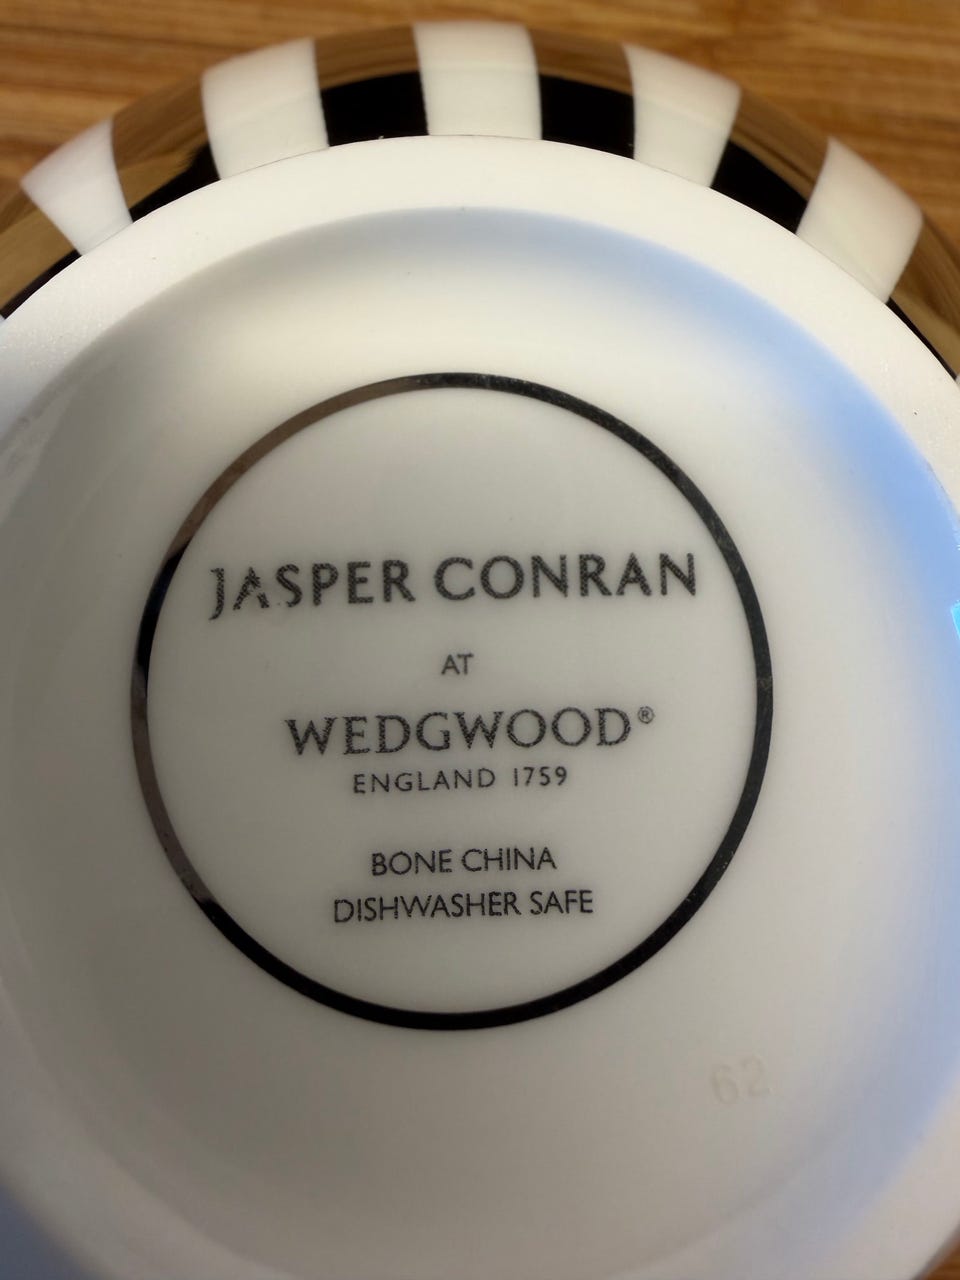 JASPER CONRAN
AT
WEDGWOOD®
ENGLAND 1759
BONE CHINA
DISHWASHER SAFE
62